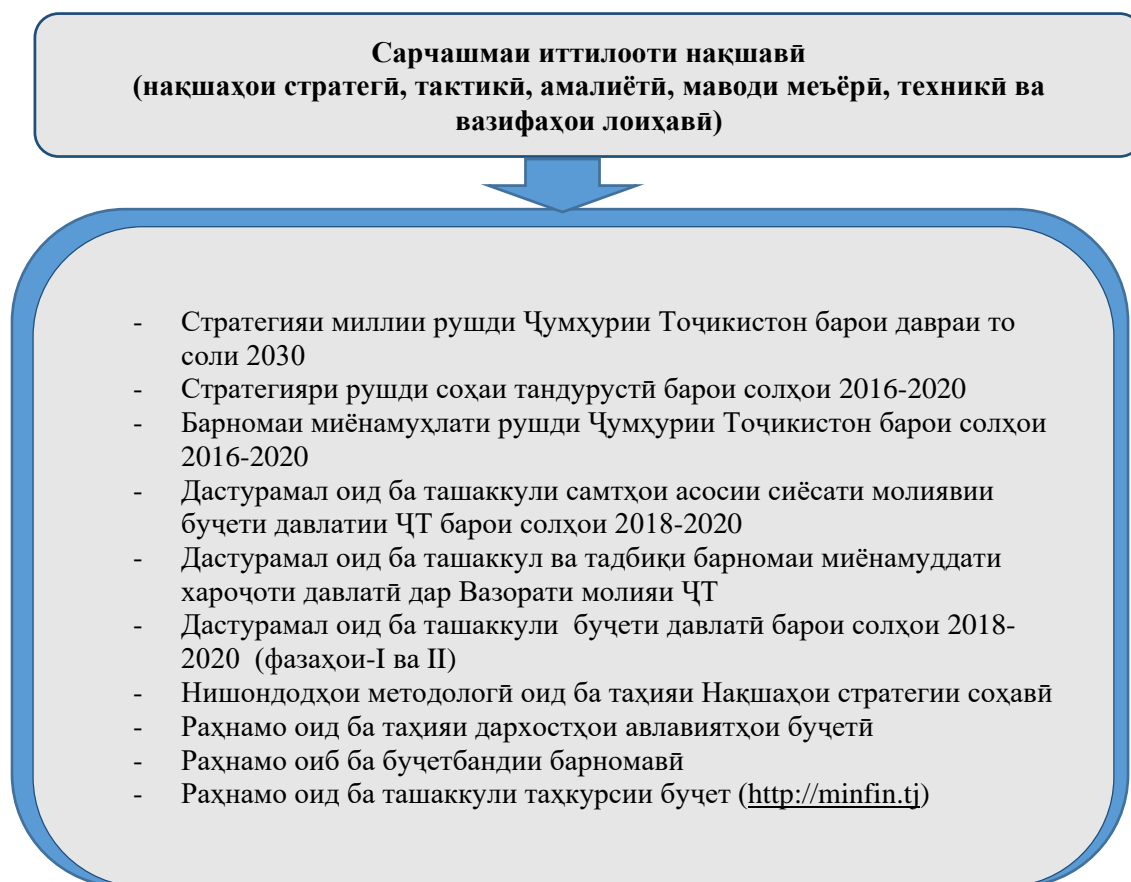 Сарчашмаи иттилооти нақшавӣ
(нақшаҳои стратегӣ, тактикӣ, амалиётӣ, маводи меъёрӣ, техникӣ ва
вазифаҳои лоиҳавӣ)
- Стратегияи миллии рушди Ҷумҳурии Тоҷикистон барои давраи то
соли 2030
- Стратегияри рушди соҳаи тандурустӣ барои солҳои 2016-2020
- Барномаи миёнамуҳлати рушди Ҷумҳурии Тоҷикистон барои солҳои
2016-2020
- Дастурамал оид ба ташаккули самтҳои асосии сиёсати молиявии
буҷети давлатии ҶТ барои солҳои 2018-2020
- Дастурамал оид ба ташаккул ва тадбиқи барномаи миёнамуддати
хароҷоти давлатӣ дар Вазорати молияи ҶТ
- Дастурамал оид ба ташаккули буҷети давлатӣ барои солҳои 2018-
2020 (фазаҳои-I ва II)
- Нишондодҳои методологӣ оид ба таҳияи Нақшаҳои стратегии соҳавӣ
- Раҳнамо оид ба таҳияи дархостҳои авлавиятҳои буҷетӣ
- Раҳнамо оиб ба буҷетбандии барномавӣ
- Раҳнамо оид ба ташаккули таҳкурсии буҷет (http://minfin.tj)